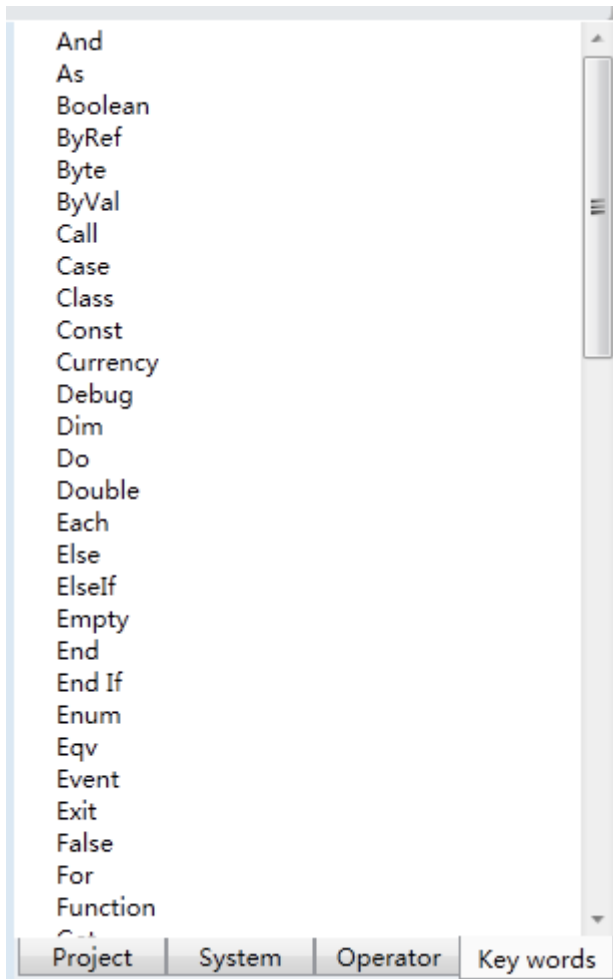 And
As
Boolean
ByRef
Byte
ByVal
Call
Case
Class
Const
Currency
Debug
Dim
Do
Double
Each
Else
ElseIf
Empty
End
End If
Enum
Eqv
Event
Exit
False
For
Function
Project System Operator Key words